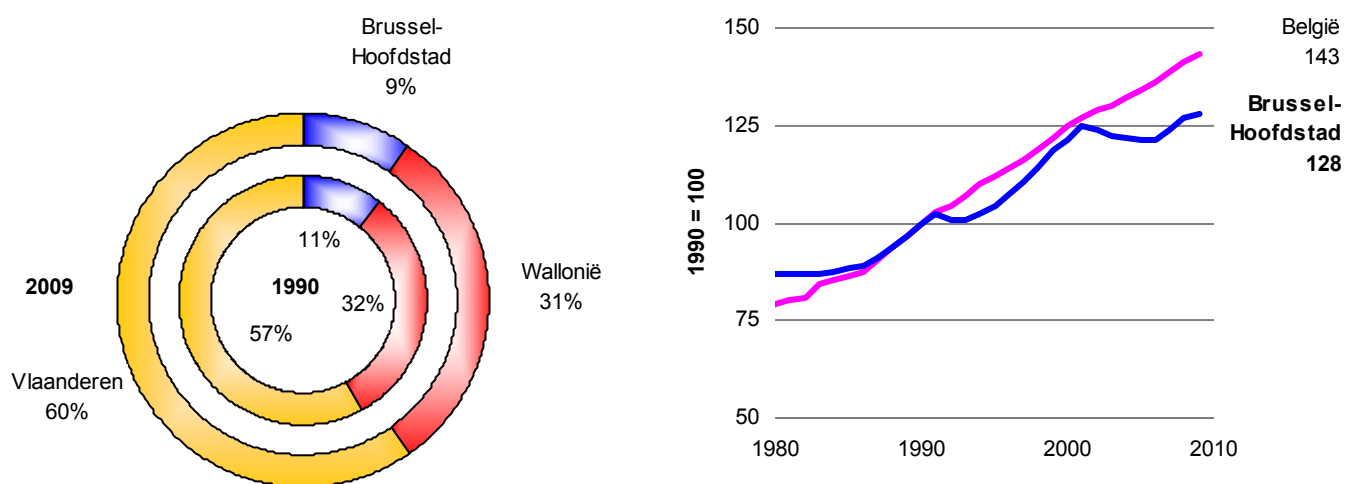 Brussel-
Hoofdstad
9%
11%
2009
1990
32%
57%
Wallonië
31%
Vlaanderen
60%
150
125
100
75
50
1990 = 100
1980
1990
2000
2010
België
143
Brussel-
Hoofdstad
128